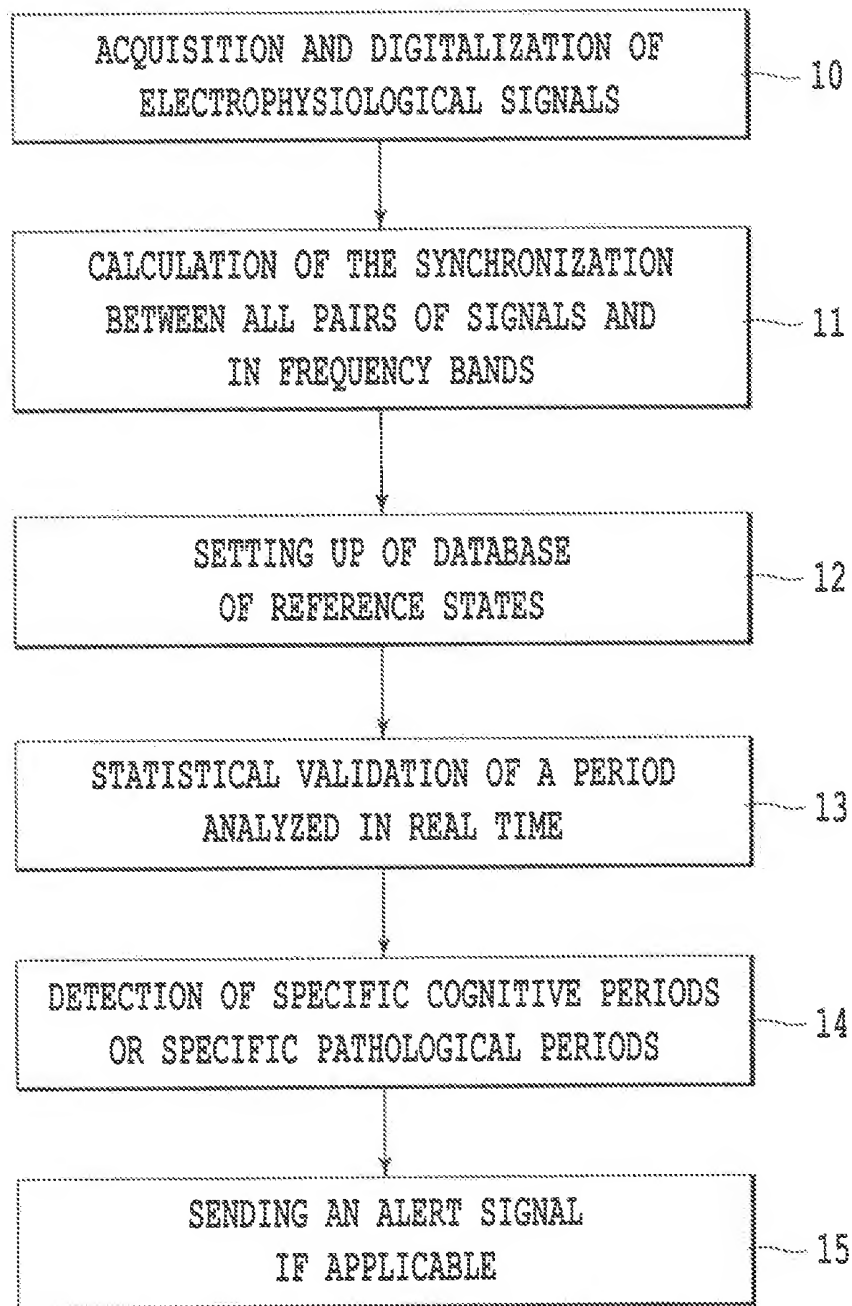 ACQUISITION AND DIGITALIZATION OF
ELECTROPHYSIOLOGICAL SIGNALS
10
CALCULATION OF THE SYNCHRONIZATION
BETWEEN ALL PAIRS OF SIGNALS AND
IN FREQUENCY BANDS
11
SETTING UP OF DATABASE
OF REFERENCE STATES
12
STATISTICAL VALIDATION OF A PERIOD
ANALYZED IN REAL TIME
13
DETECTION OF SPECIFIC COGNITIVE PERIODS
OR SPECIFIC PATHOLOGICAL PERIODS
14
SENDING AN ALERT SIGNAL
IF APPLICABLE
15